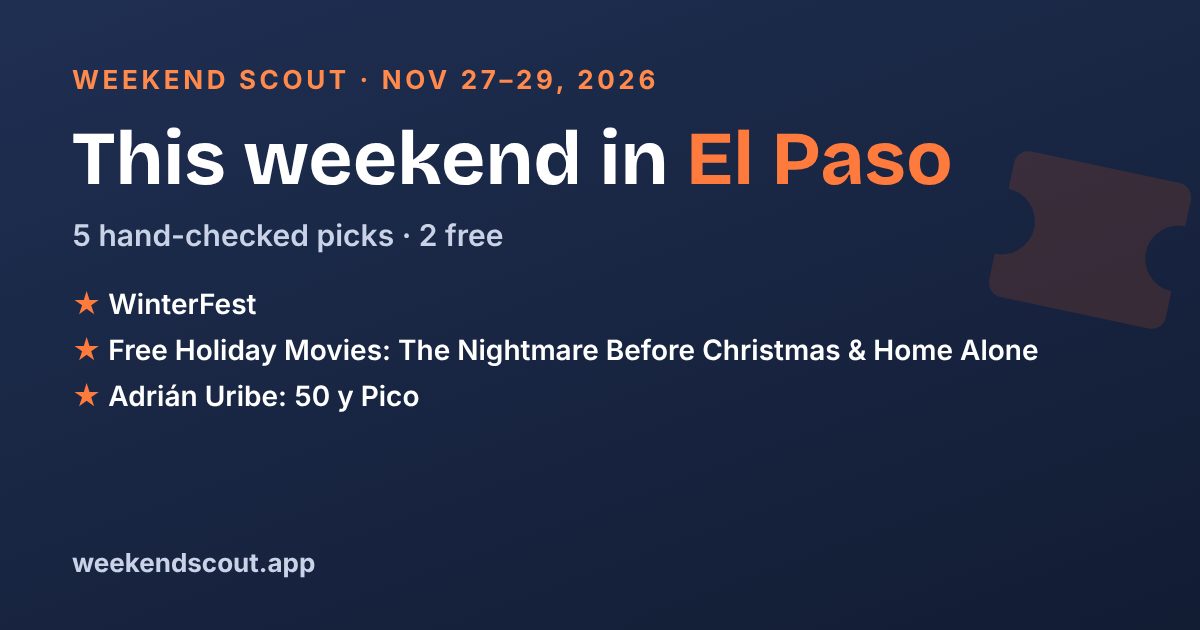 WEEKEND SCOUT · NOV 27–29, 2026
This weekend in El Paso
5 hand-checked picks · 2 free
★ WinterFest
★ Free Holiday Movies: The Nightmare Before Christmas & Home Alone
★ Adrián Uribe: 50 y Pico
weekendscout.app